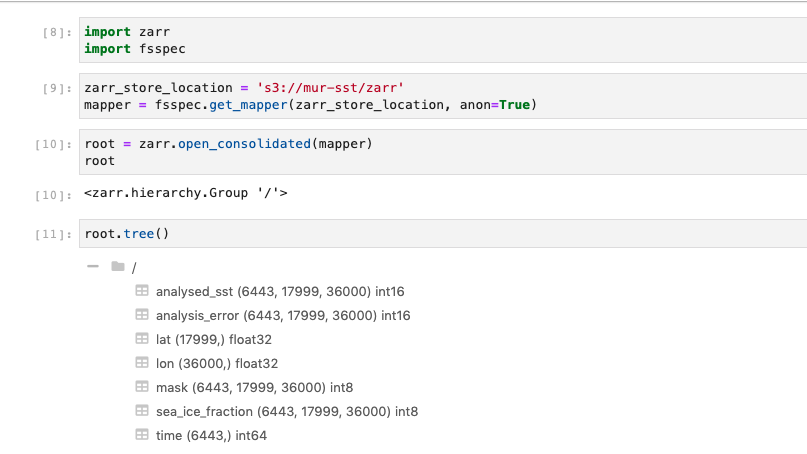 [8]: import zarr
import fsspec
[9]: zarr_store_location = 's3://mur-sst/zarr'
mapper = fsspec.get_mapper(zarr_store_location, anon=True)
[10]: root = zarr.open_consolidated(mapper)
root
[10]: <zarr.hierarchy.Group '/'>
[11]: root.tree()
/
analysed_sst (6443, 17999, 36000) int16
analysis_error (6443, 17999, 36000) int16
lat (17999,) float32
lon (36000,) float32
mask (6443, 17999, 36000) int8
sea_ice_fraction (6443, 17999, 36000) int8
time (6443,) int64